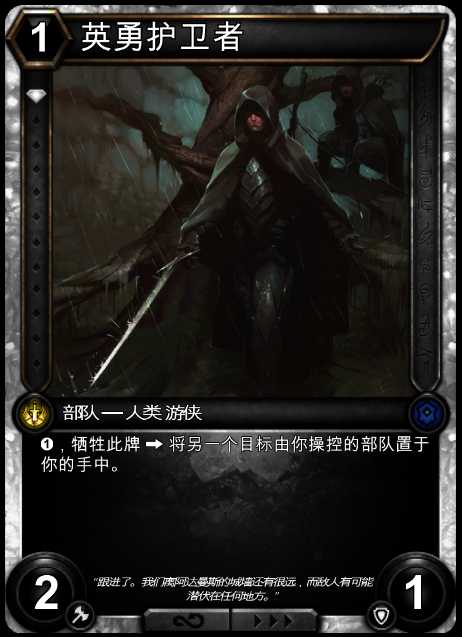 1 英勇护卫者
部队 — 人类 游侠
❶，牺牲此牌 ➡ 将另一个目标由你操控的部队置于
你的手中。
“跟进了。我们离阿达曼斯的城墙还有很远，而敌人有可能
潜伏在任何地方。”
2 1